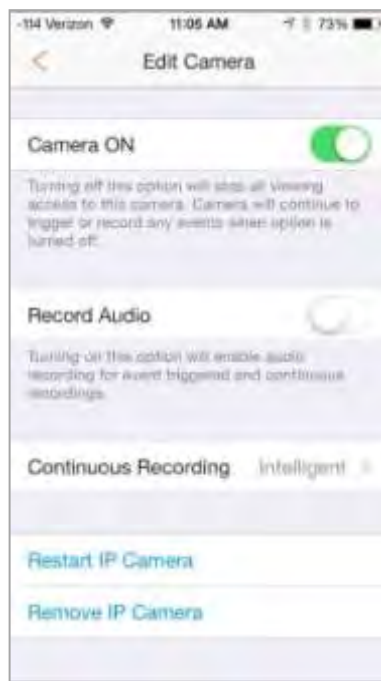 -114 Verizon 11:05 AM 73%
Edit Camera
Camera ON
Turning off this option will stop all viewing
access to this camera. Camera will continue to
trigger or record any events when option is
turned off.
Record Audio
Turning on this option will enable audio
recording for event triggered and continuous
recordings.
Continuous Recording Intelligent
Restart IP Camera
Remove IP Camera